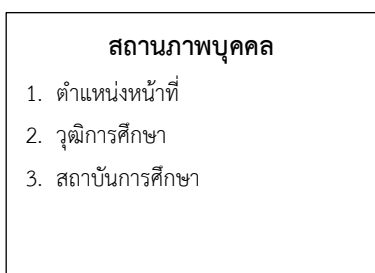 สถานภาพบุคคล
1. ตำแหน่งหน้าที่
2. วุฒิการศึกษา
3. สถาบันการศึกษา